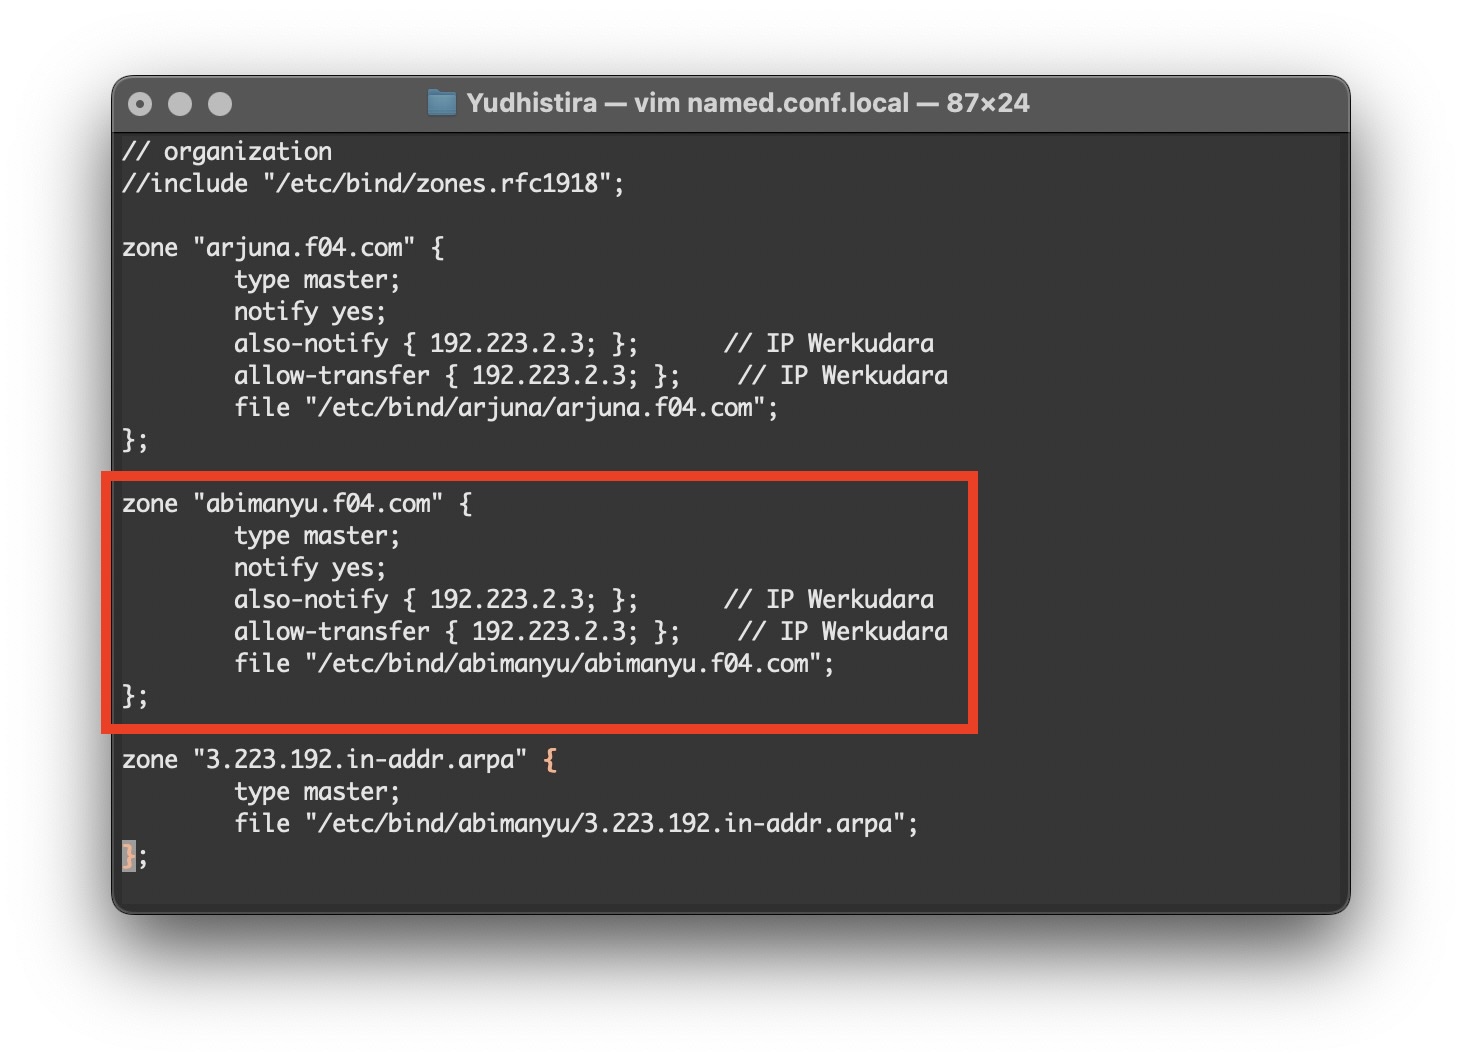 Yudhistira — vim named.conf.local — 87×24
// organization
//include "/etc/bind/zones.rfc1918";
zone "arjuna.f04.com" {
        type master;
        notify yes;
        also-notify { 192.223.2.3; };      // IP Werkudara
        allow-transfer { 192.223.2.3; };    // IP Werkudara
        file "/etc/bind/arjuna/arjuna.f04.com";
};
zone "abimanyu.f04.com" {
        type master;
        notify yes;
        also-notify { 192.223.2.3; };      // IP Werkudara
        allow-transfer { 192.223.2.3; };    // IP Werkudara
        file "/etc/bind/abimanyu/abimanyu.f04.com";
};
zone "3.223.192.in-addr.arpa" {
        type master;
        file "/etc/bind/abimanyu/3.223.192.in-addr.arpa";
};